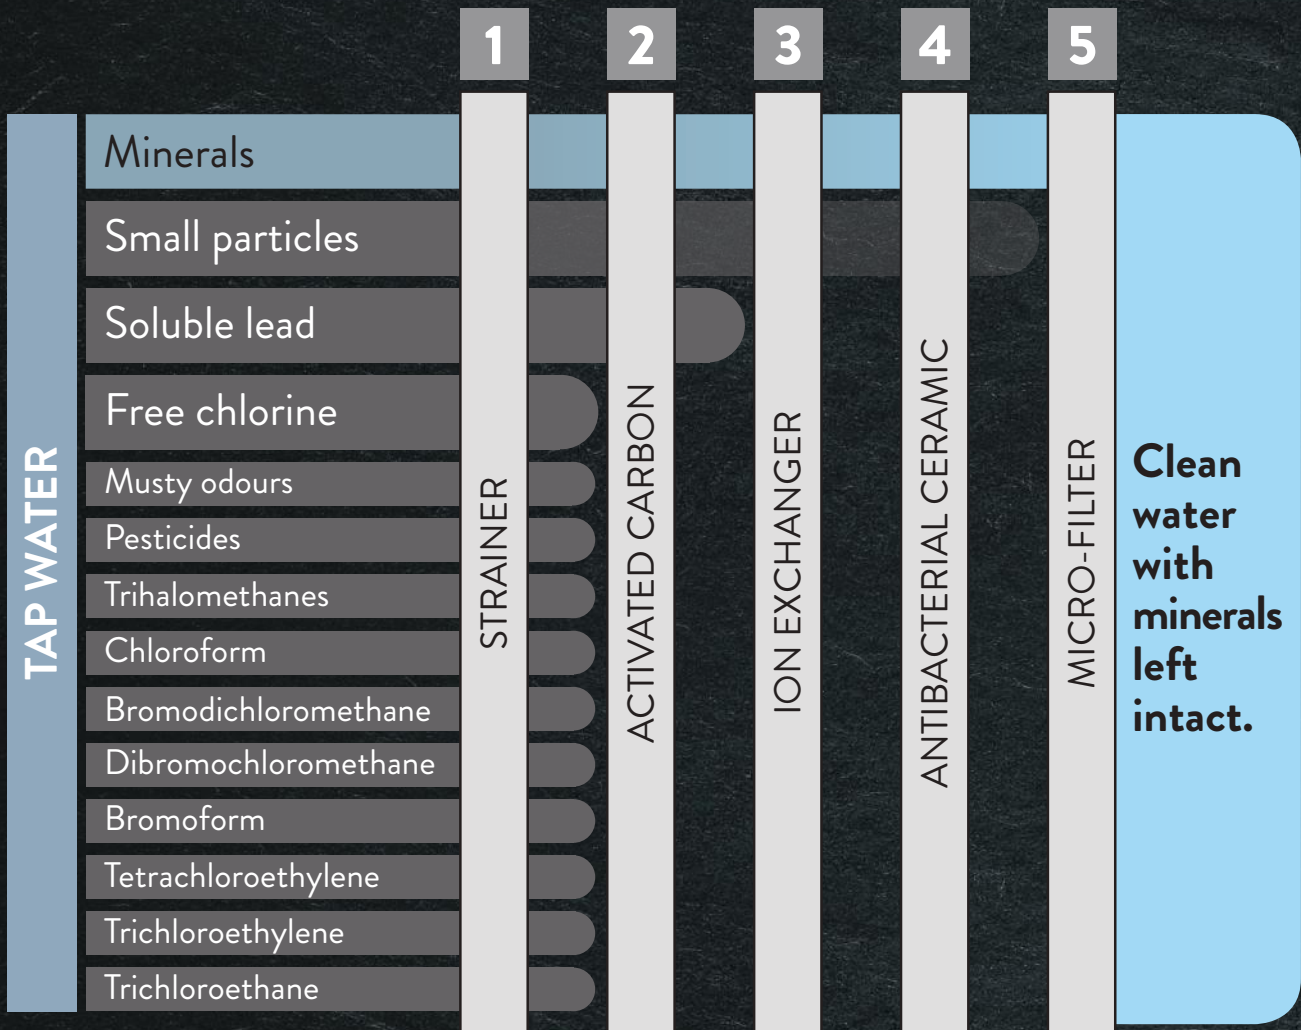 1
2
3
4
5
TAP WATER
Minerals
Small particles
Soluble lead
Free chlorine
Musty odours
Pesticides
Trihalomethanes
Chloroform
Bromodichloromethane
Dibromochloromethane
Bromoform
Tetrachloroethylene
Trichloroethylene
Trichloroethane
STRAINER
ACTIVATED CARBON
ION EXCHANGER
ANTIBACTERIAL CERAMIC
MICRO-FILTER
Clean
water
with
minerals
left
intact.